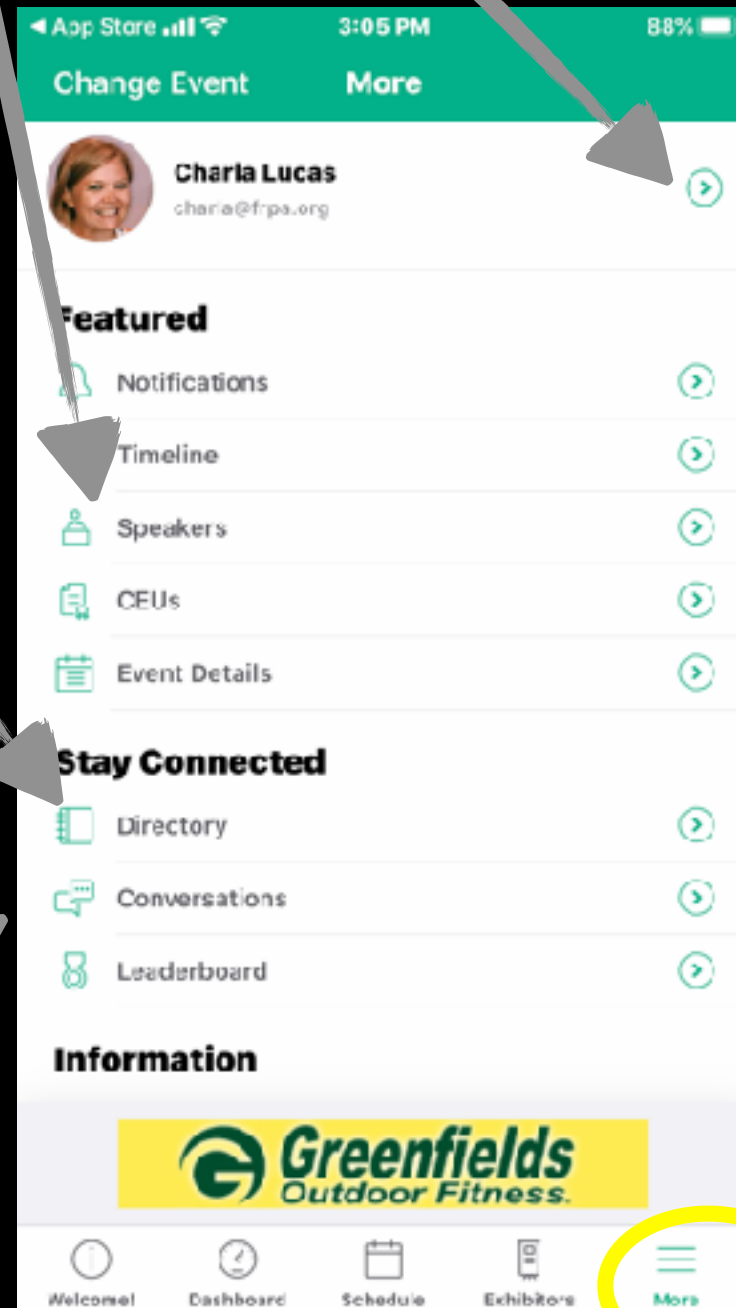 App Store 3:05 PM 88%
Change Event More
Charla Lucas
charla@frpa.org
Featured
Notifications
Timeline
Speakers
CEUs
Event Details
Stay Connected
Directory
Conversations
Leaderboard
Information
Greenfields
Outdoor Fitness.
Welcome! Dashboard Schedule Exhibitors More